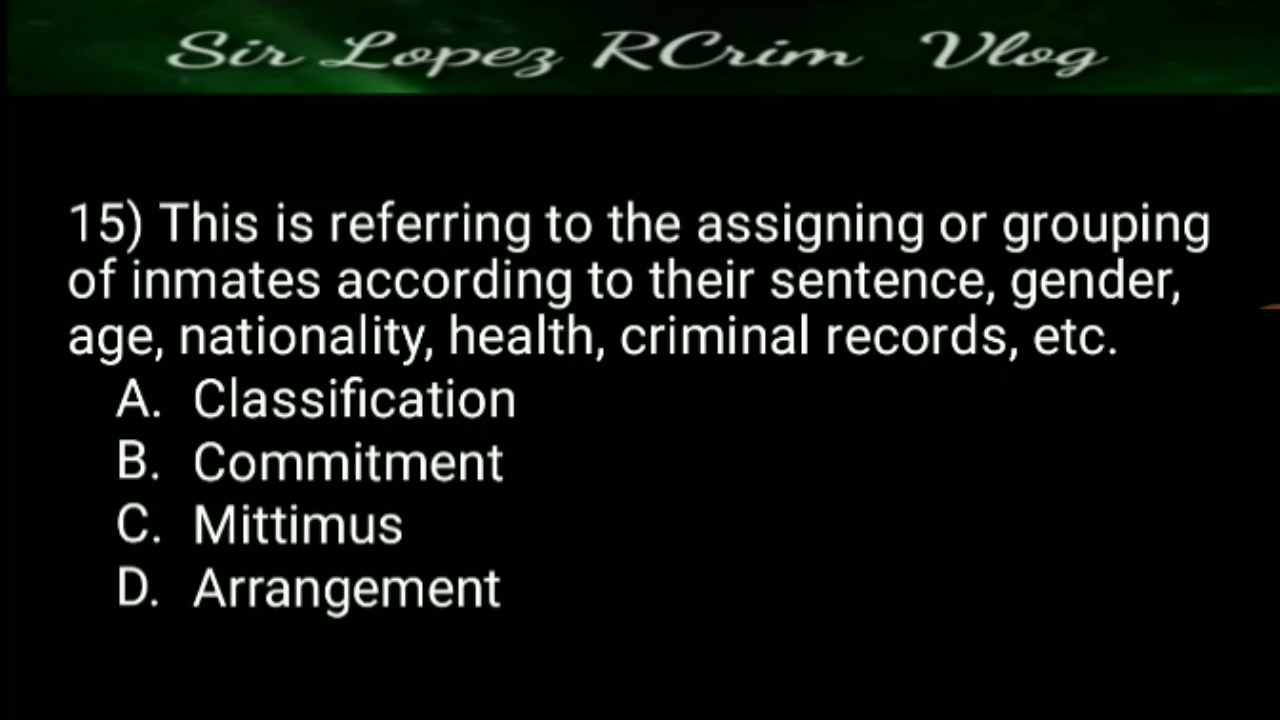 Sir Lopez RCrim Vlog
15) This is referring to the assigning or grouping
of inmates according to their sentence, gender,
age, nationality, health, criminal records, etc.
A. Classification
B. Commitment
C. Mittimus
D. Arrangement